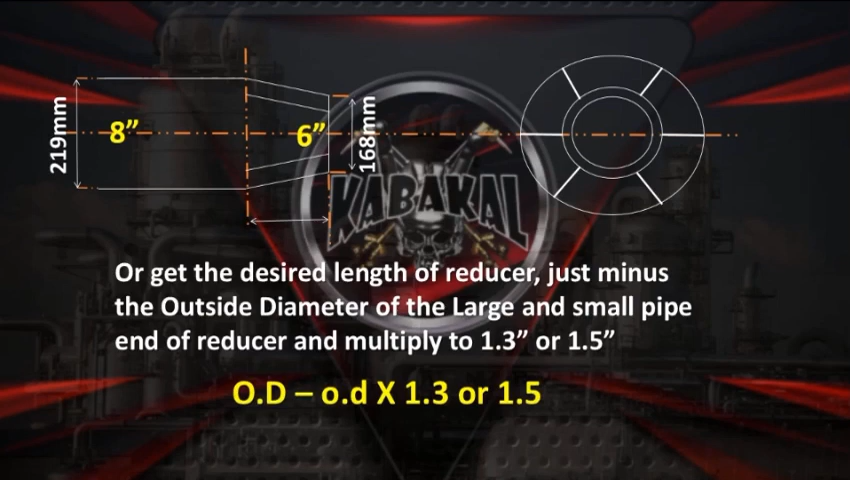 219mm
8”
6”
168mm
KABAKAL
Or get the desired length of reducer, just minus
the Outside Diameter of the Large and small pipe
end of reducer and multiply to 1.3” or 1.5”
O.D – o.d X 1.3 or 1.5